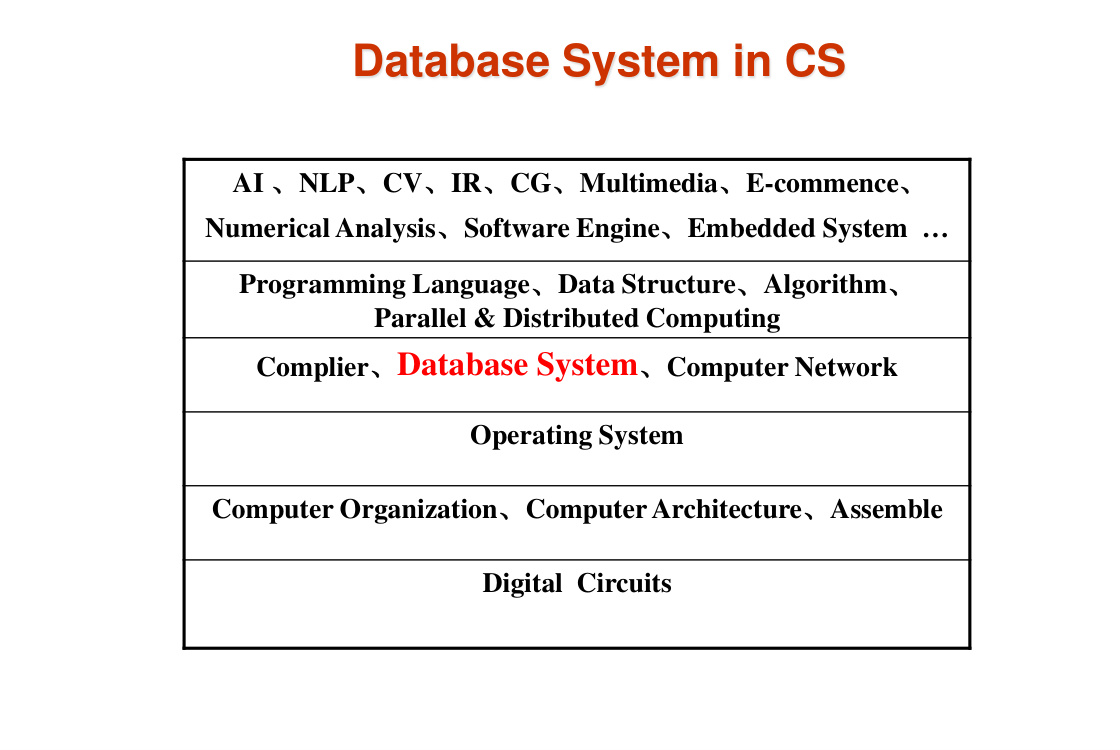 Database System in CS
AI 、NLP、CV、IR、CG、Multimedia、E-commence、
Numerical Analysis、Software Engine、Embedded System …
Programming Language、Data Structure、Algorithm、
Parallel & Distributed Computing
Complier、Database System、Computer Network
Operating System
Computer Organization、Computer Architecture、Assemble
Digital Circuits